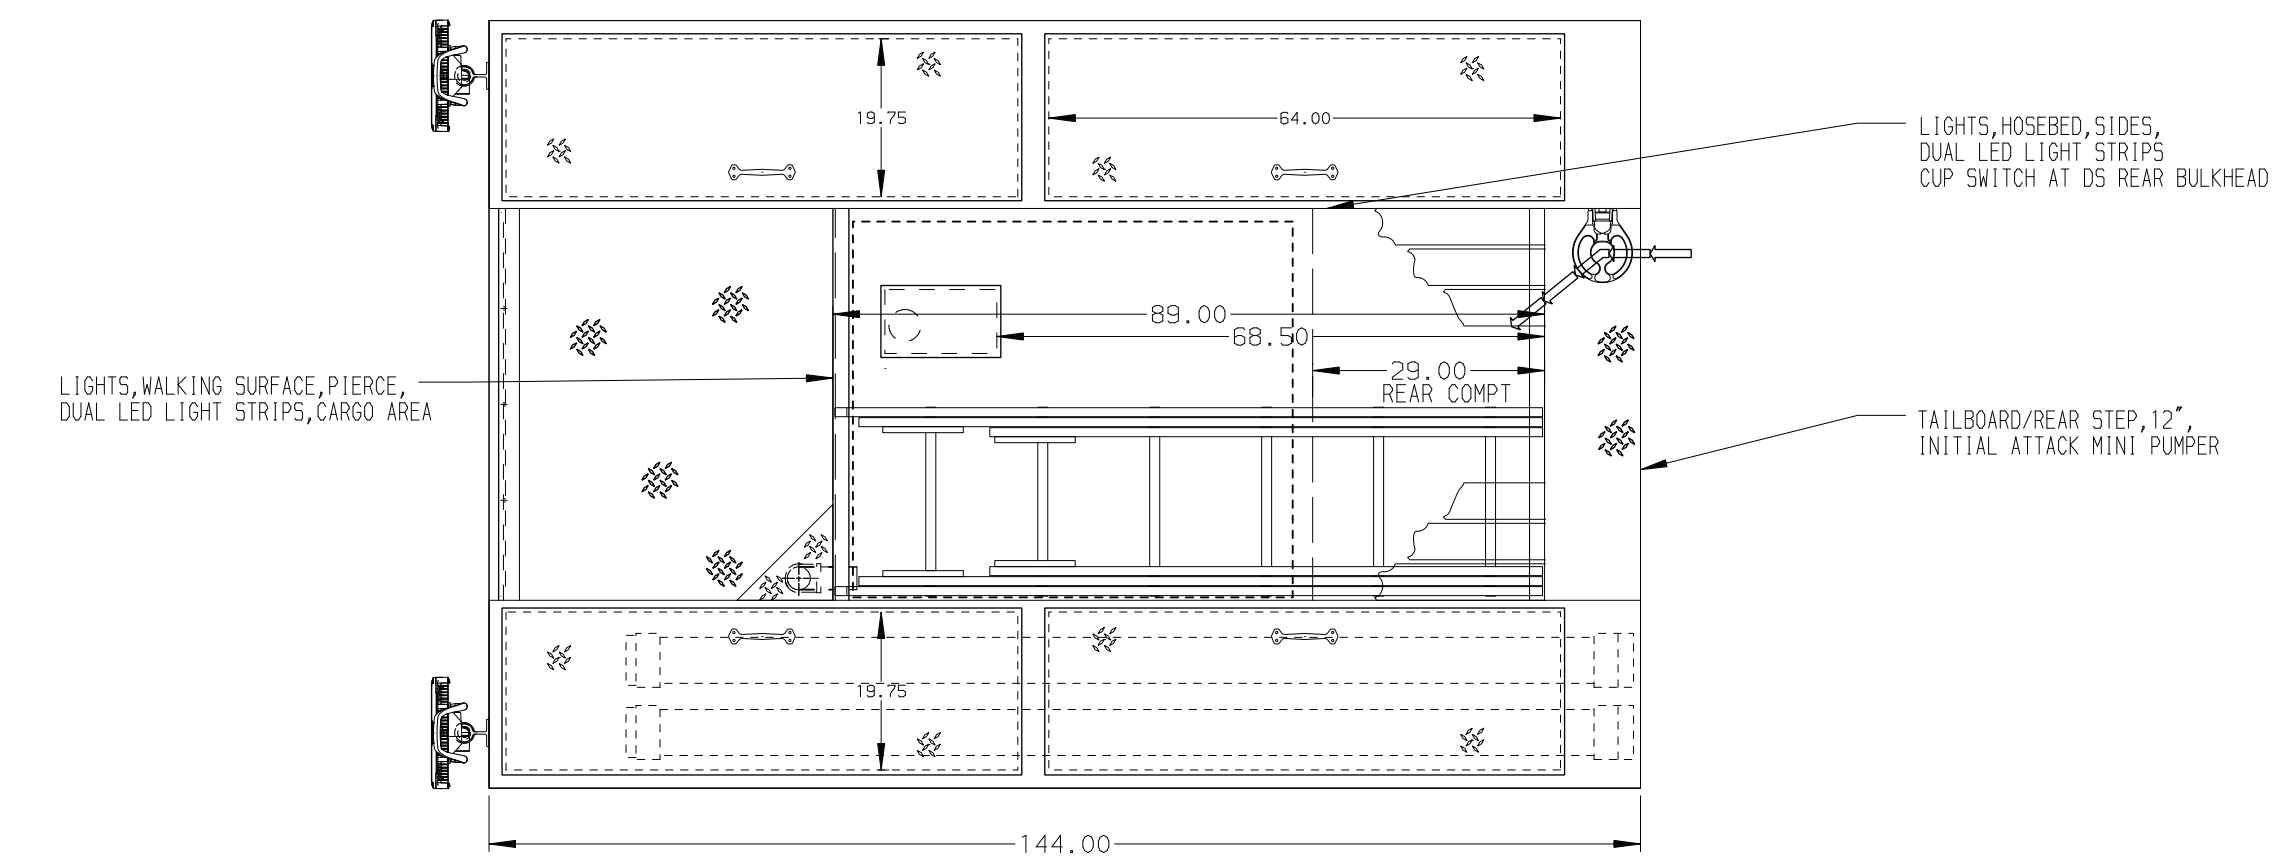 19.75
64.00
LIGHTS,HOSEBED,SIDES,
DUAL LED LIGHT STRIPS
CUP SWITCH AT DS REAR BULKHEAD
89.00
68.50
29.00
REAR COMPT
LIGHTS,WALKING SURFACE,PIERCE,
DUAL LED LIGHT STRIPS,CARGO AREA
TAILBOARD/REAR STEP,12",
INITIAL ATTACK MINI PUMPER
19.75
144.00